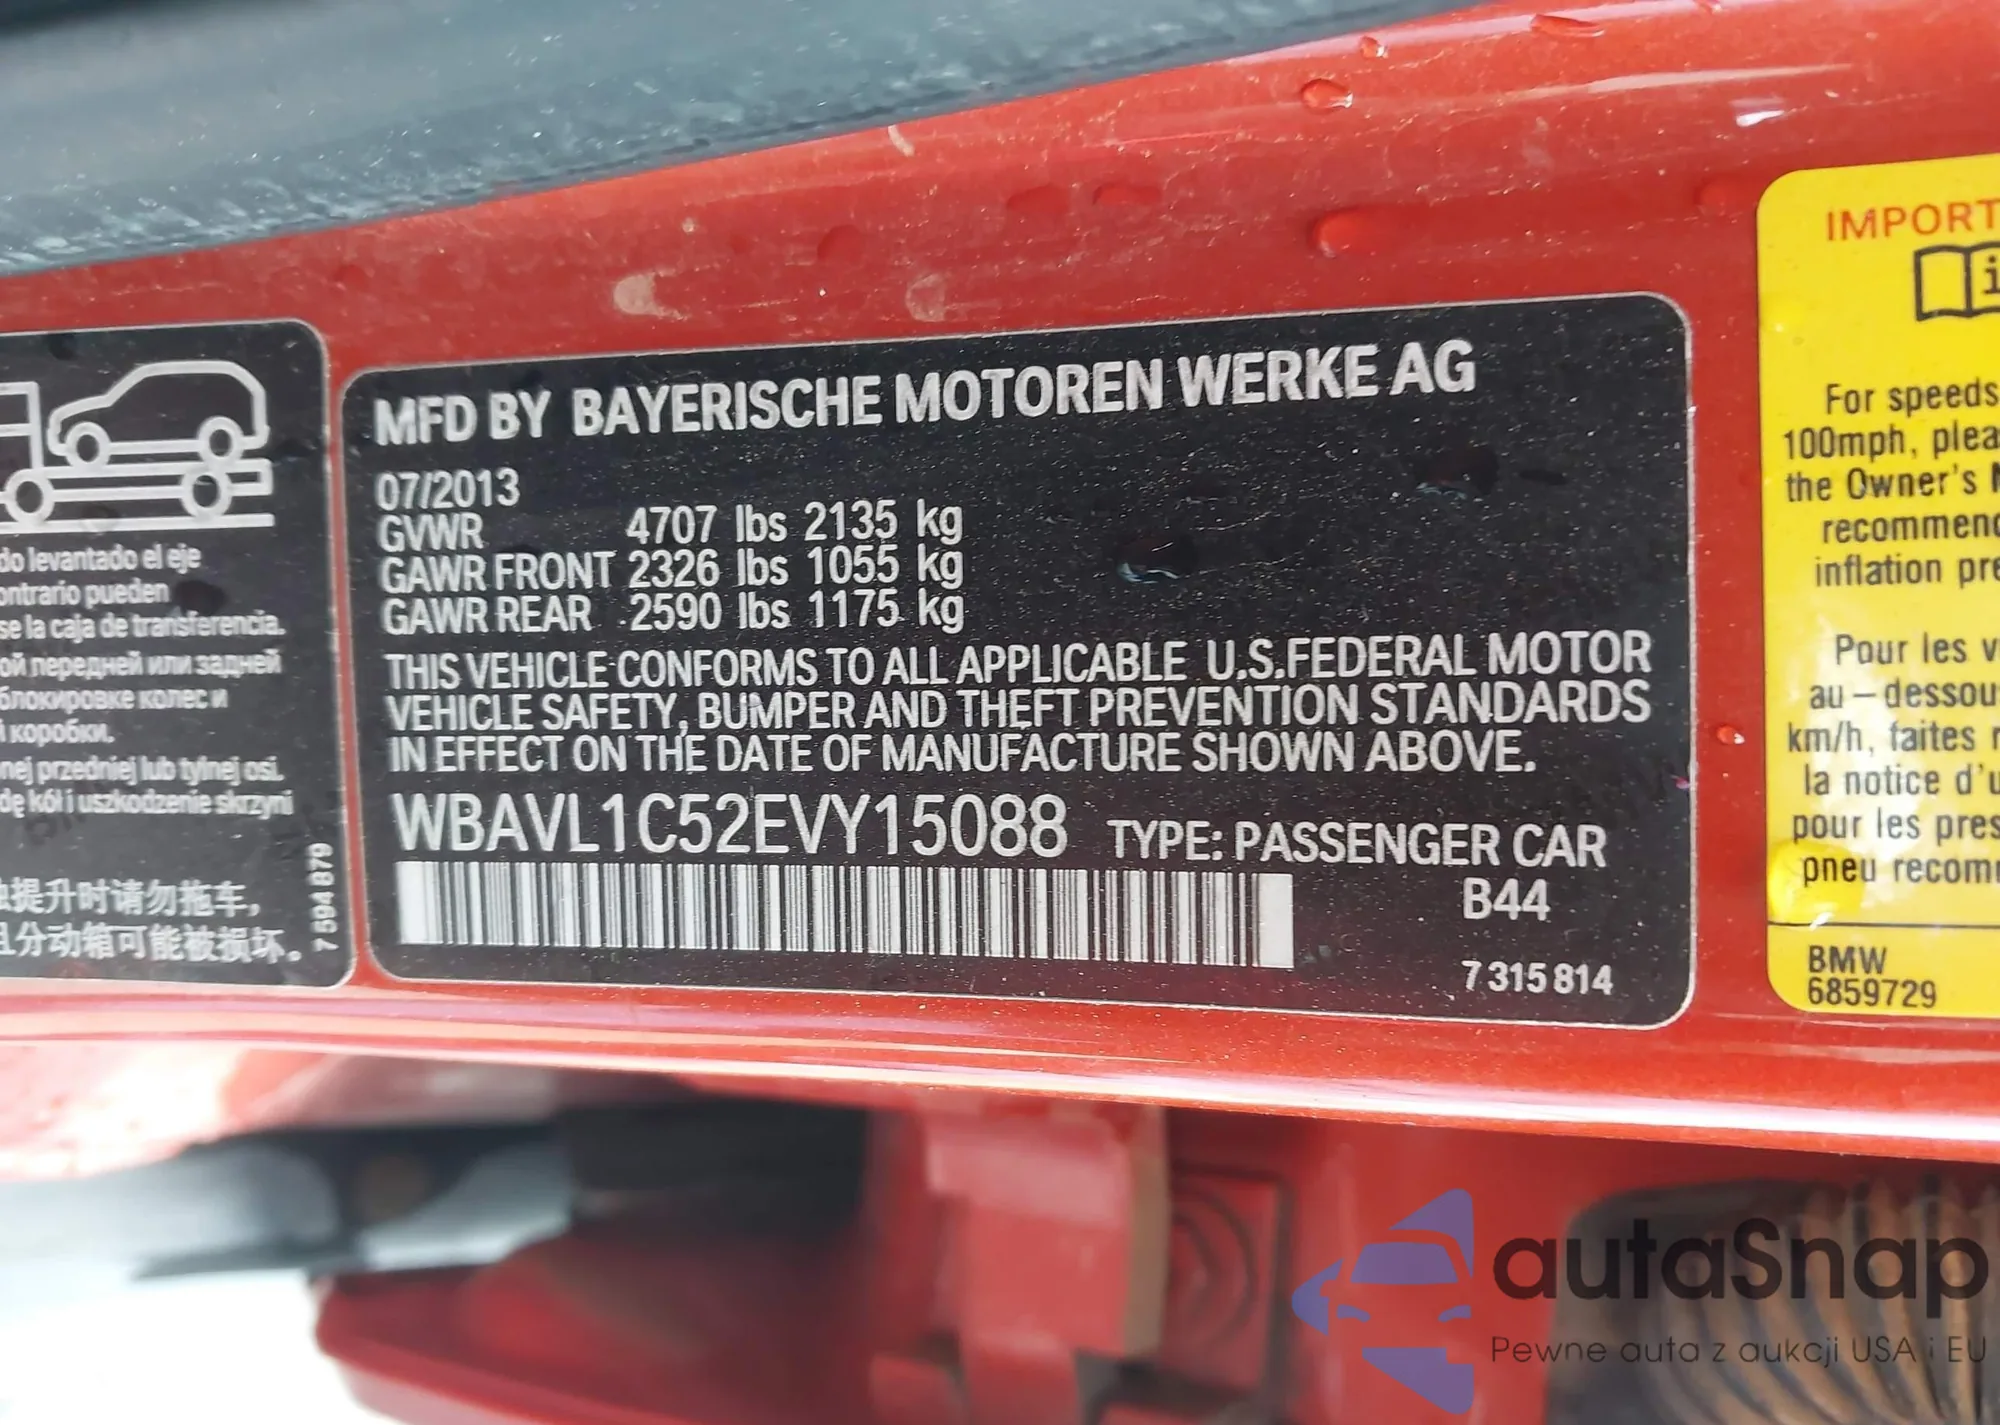 do levantado el eje
ontrario pueden
se la caja de transferencia.
ой передней или задней
блокировке колес и
й коробки.
nej przedniej lub tylnej osi.
dę kół i uszkodzenie skrzyni
提升时请勿拖车,
且分动箱可能被损坏。
7 594 879
MFD BY BAYERISCHE MOTOREN WERKE AG
07/2013
GVWR 4707 lbs 2135 kg
GAWR FRONT 2326 lbs 1055 kg
GAWR REAR 2590 lbs 1175 kg
THIS VEHICLE CONFORMS TO ALL APPLICABLE U.S.FEDERAL MOTOR
VEHICLE SAFETY, BUMPER AND THEFT PREVENTION STANDARDS
IN EFFECT ON THE DATE OF MANUFACTURE SHOWN ABOVE.
WBAVL1C52EVY15088 TYPE: PASSENGER CAR
B44
7 315 814
IMPORT
i
For speeds
100mph, plea
the Owner's M
recommend
inflation pre
Pour les v
au-dessou
km/h, faites r
la notice d'u
pour les pres
pneu recomm
BMW
6859729
autaSnap
Pewne auta z aukcji USA i EU